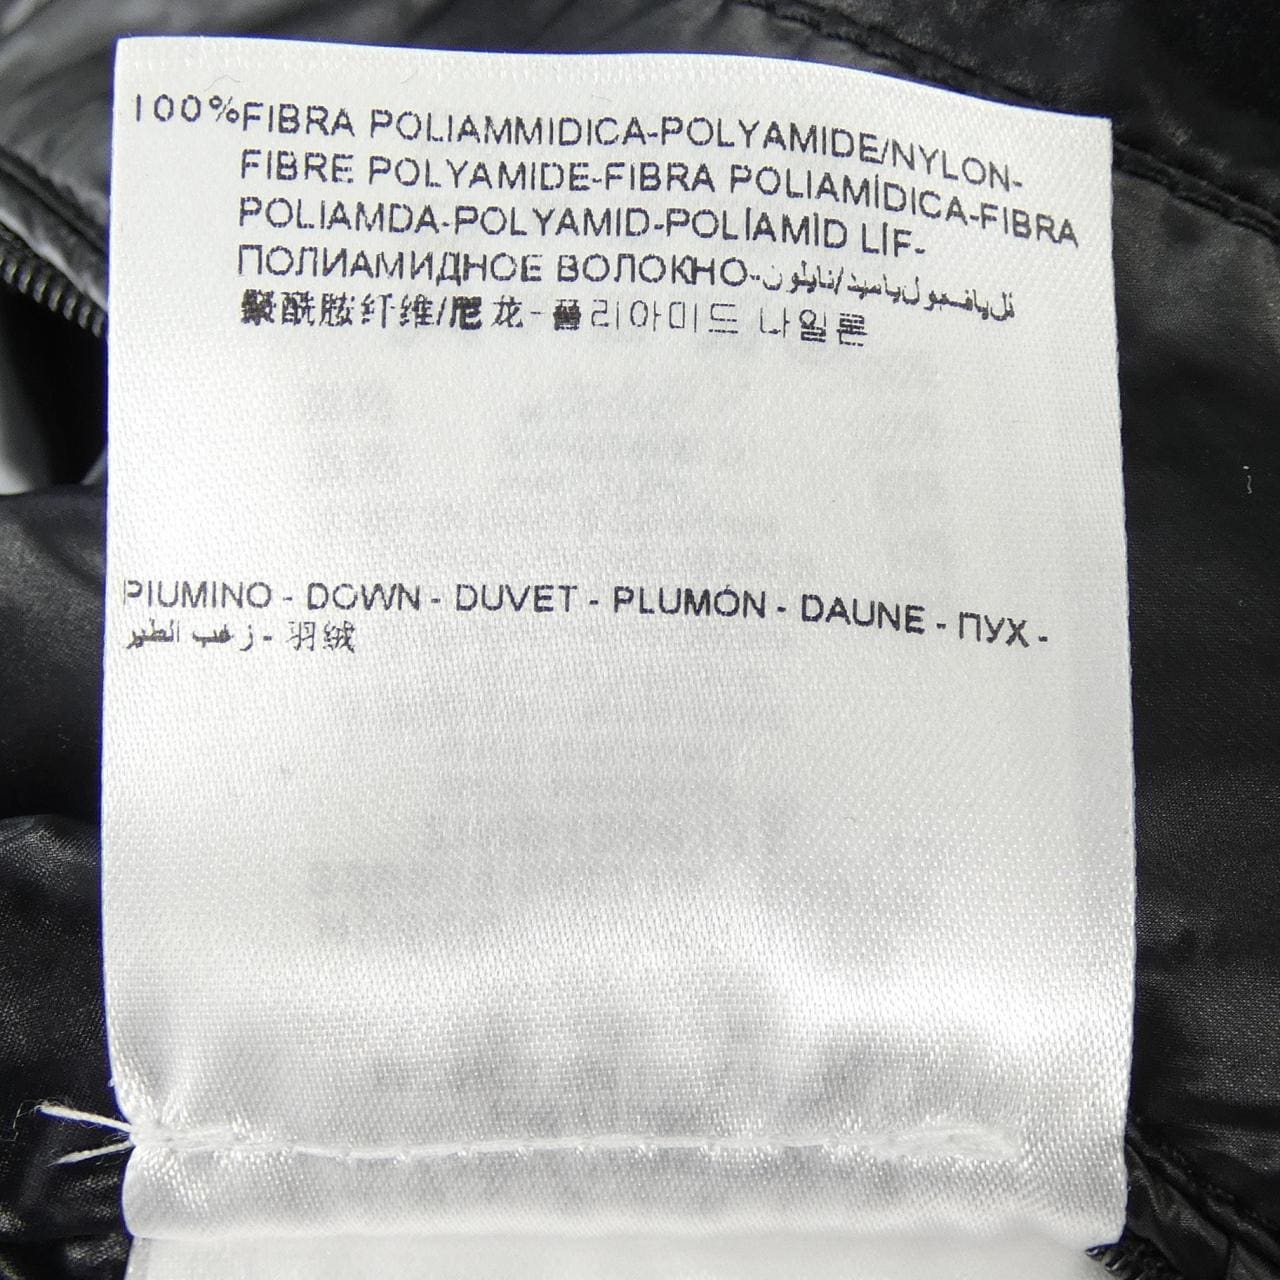 100%FIBRA POLIAMMIDICA-POLYAMIDE/NYLON-
FIBRE POLYAMIDE-FIBRA POLIAMÍDICA-FIBRA
POLIAMDA-POLYAMID-POLİAMİD LİF-
ПОЛИАМИДНОЕ ВОЛОКНО-
聚酰胺纤维/尼龙-폴리아미드 나일론
PIUMINO - DOWN - DUVET - PLUMÓN - DAUNE - ПУХ -
زغب الطير - 羽绒